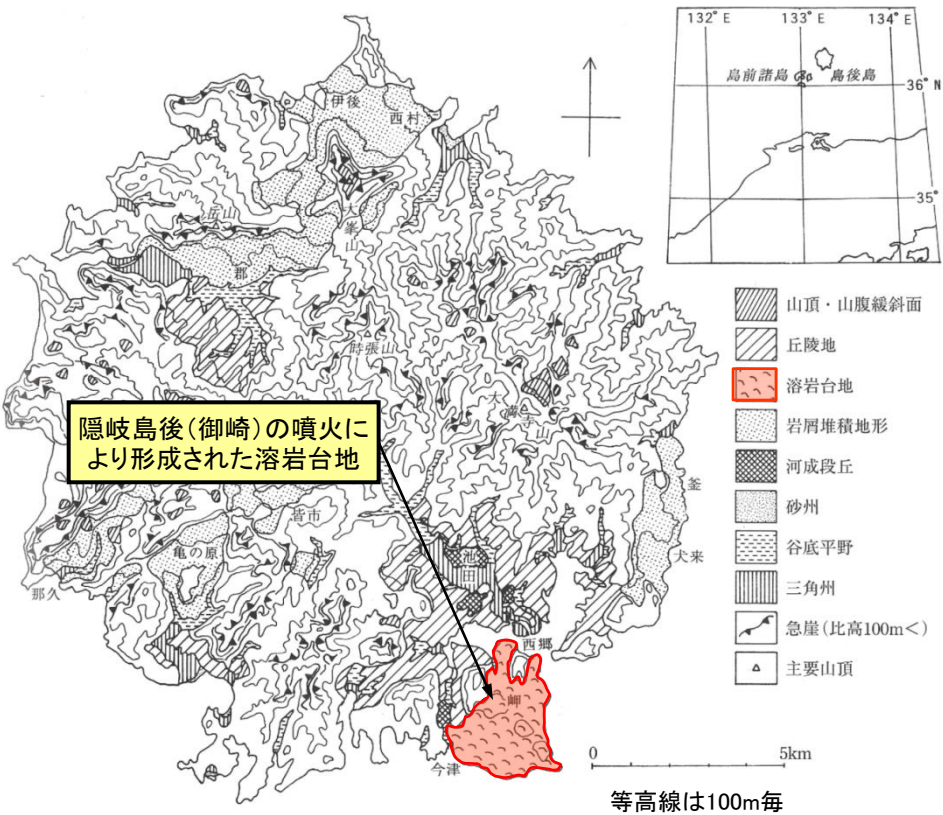 132°E
133°E
134°E
島前諸島
島後島
36°N
35°
伊後
西村
岳山
峯山
郡
時張山
大満寺山
隠岐島後(御崎)の噴火に
より形成された溶岩台地
皆市
亀の原
那久
池田
釜
犬来
西郷
岬
今津
山頂・山腹緩斜面
丘陵地
溶岩台地
岩屑堆積地形
河成段丘
砂州
谷底平野
三角州
急崖(比高100m<)
主要山頂
0
5km
等高線は100m毎